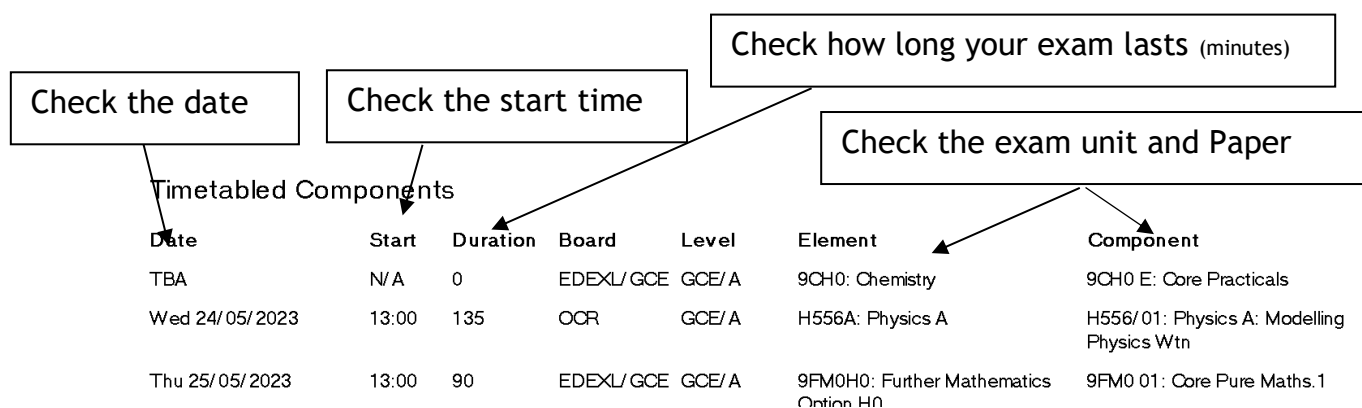 Check how long your exam lasts (minutes)
Check the date
Check the start time
Check the exam unit and Paper
Timetabled Components
Date Start Duration Board Level Element Component
TBA N/A 0 EDEXL/GCE GCE/A 9CH0: Chemistry 9CH0 E: Core Practicals
Wed 24/05/2023 13:00 135 OCR GCE/A H556A: Physics A H556/01: Physics A: Modelling
Physics Wtn
Thu 25/05/2023 13:00 90 EDEXL/GCE GCE/A 9FM0H0: Further Mathematics 9FM0 01: Core Pure Maths.1
Option H0